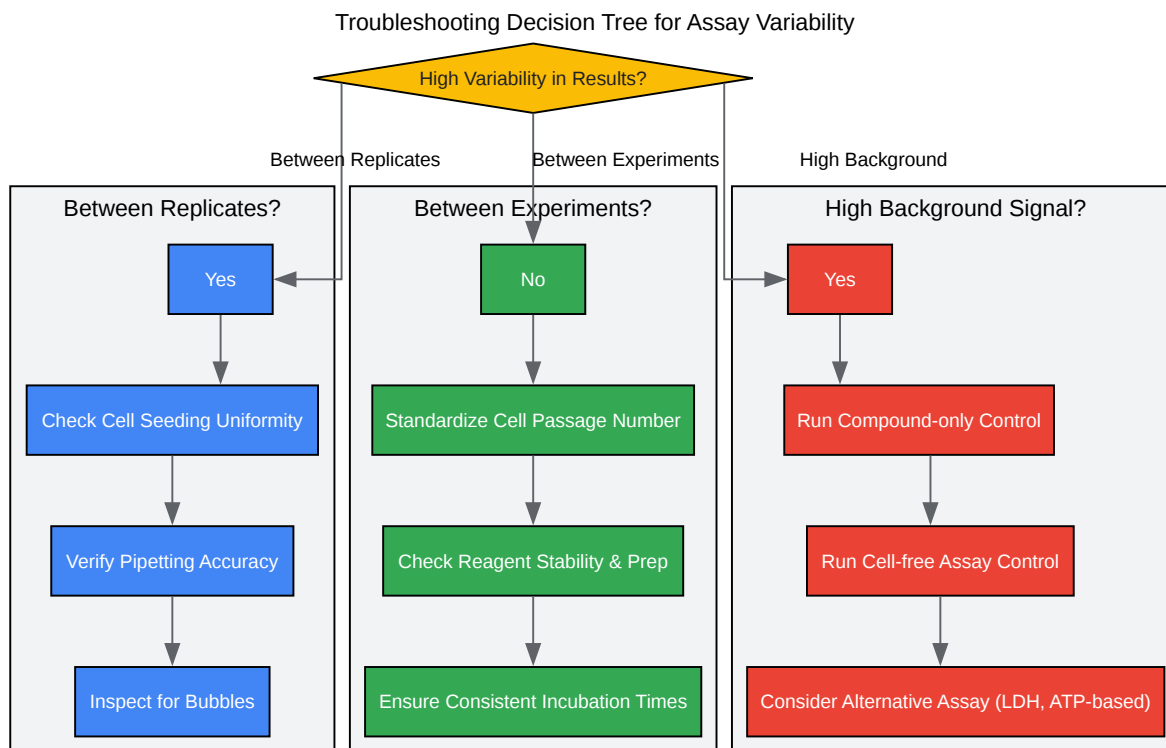 Troubleshooting Decision Tree for Assay Variability
High Variability in Results?
Between Replicates
Between Experiments
High Background
Between Replicates?
Yes
Check Cell Seeding Uniformity
Verify Pipetting Accuracy
Inspect for Bubbles
Between Experiments?
No
Standardize Cell Passage Number
Check Reagent Stability & Prep
Ensure Consistent Incubation Times
High Background Signal?
Yes
Run Compound-only Control
Run Cell-free Assay Control
Consider Alternative Assay (LDH, ATP-based)